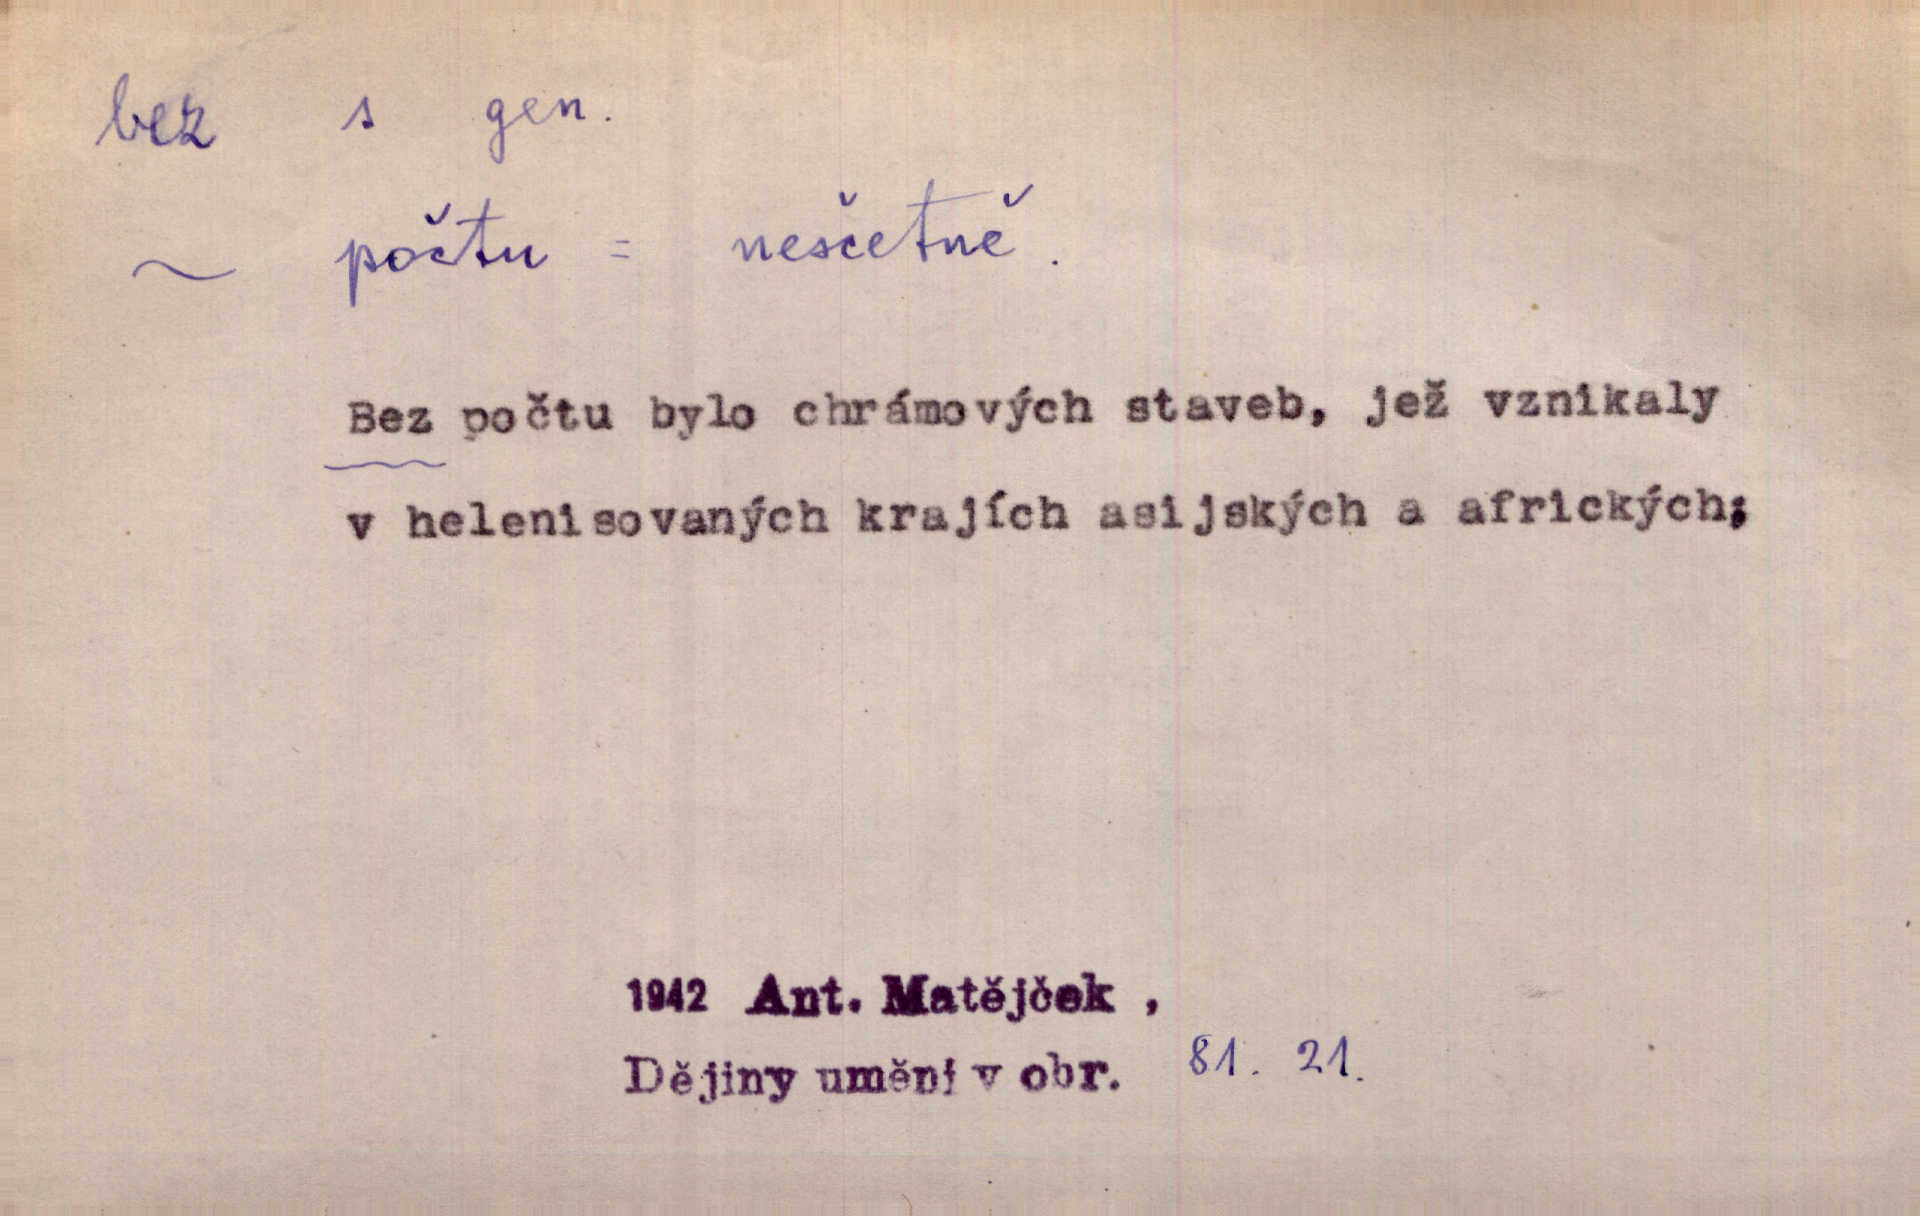 bez s gen.
~ počtu = nesčetně.
Bez počtu bylo chrámových staveb, jež vznikaly
v helenisovaných krajích asijských a afrických;
1942 Ant. Matějček,
Dějiny umění v obr. 81. 21.